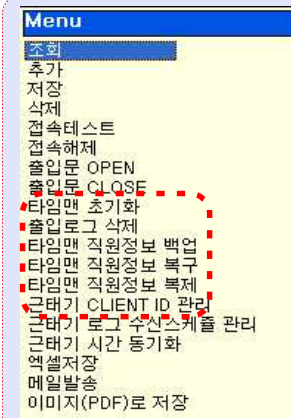 Menu
조회
추가
저장
삭제
접속테스트
접속해제
출입문 OPEN
출입문 CLOSE
타임맨 초기화
출입로그 삭제
타임맨 직원정보 백업
타임맨 직원정보 복구
타임맨 직원정보 복제
근태기 CLIENT ID 관리
근태기 로그 수신스케쥴 관리
근태기 시간 동기화
엑셀저장
메일발송
이미지(PDF)로 저장